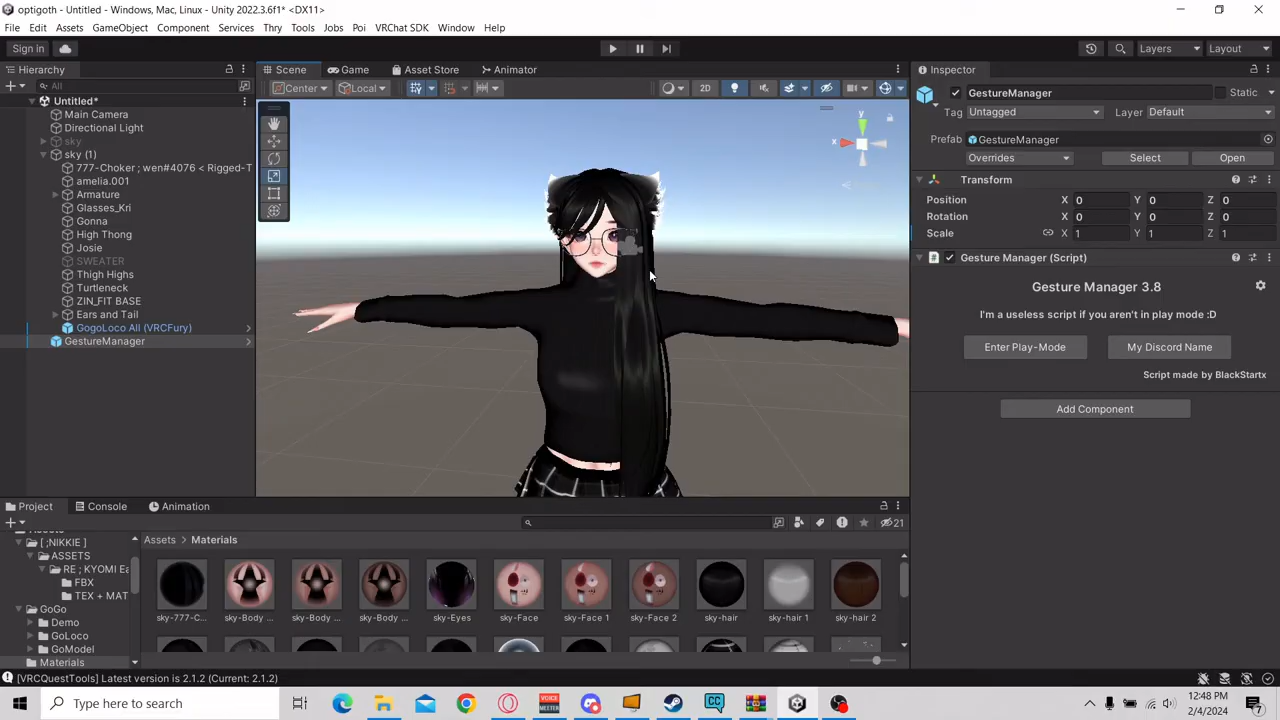 optigoth - Untitled - Windows, Mac, Linux - Unity 2022.3.6f1* <DX11>
File Edit Assets GameObject Component Services Thry Tools Jobs Poi VRChat SDK Window Help
Sign in
Layers
Layout
Hierarchy
All
Untitled*
Main Camera
Directional Light
sky
sky (1)
777-Choker ; wen#4076 < Rigged-T
amelia.001
Armature
Glasses_Kri
Gonna
High Thong
Josie
SWEATER
Thigh Highs
Turtleneck
ZIN_FIT BASE
Ears and Tail
GogoLoco All (VRCFury)
GestureManager
Scene
Game
Asset Store
Animator
Center
Local
2D
y
x
Inspector
GestureManager
Static
Tag Untagged
Layer Default
Prefab GestureManager
Overrides
Select
Open
Transform
Position X 0 Y 0 Z 0
Rotation X 0 Y 0 Z 0
Scale X 1 Y 1 Z 1
# Gesture Manager (Script)
Gesture Manager 3.8
I'm a useless script if you aren't in play mode :D
Enter Play-Mode
My Discord Name
Script made by BlackStartx
Add Component
Project
Console
Animation
21
[ ;NIKKIE ]
ASSETS
RE ; KYOMI Ea
FBX
TEX + MAT
GoGo
Demo
GoLoco
GoModel
Materials
Assets > Materials
sky-777-C...
sky-Body ...
sky-Body ...
sky-Body ...
sky-Eyes
sky-Face
sky-Face 1
sky-Face 2
sky-hair
sky-hair 1
sky-hair 2
[VRCQuestTools] Latest version is 2.1.2 (Current: 2.1.2)
Type here to search
VOICE
MEETER
CC
12:48 PM
2/4/2024
7